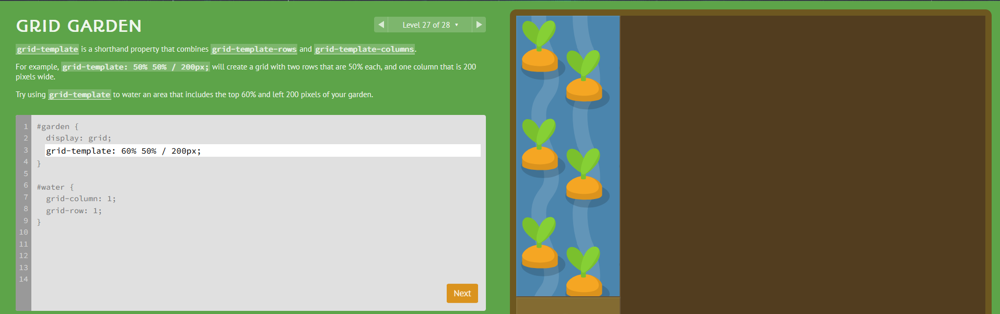 GRID GARDEN
◀ Level 27 of 28 ▾ ▶
grid-template is a shorthand property that combines grid-template-rows and grid-template-columns.
For example, grid-template: 50% 50% / 200px; will create a grid with two rows that are 50% each, and one column that is 200
pixels wide.
Try using grid-template to water an area that includes the top 60% and left 200 pixels of your garden.
1 #garden {
2 display: grid;
3 grid-template: 60% 50% / 200px;
4 }
5
6 #water {
7 grid-column: 1;
8 grid-row: 1;
9 }
10
11
12
13
14
Next